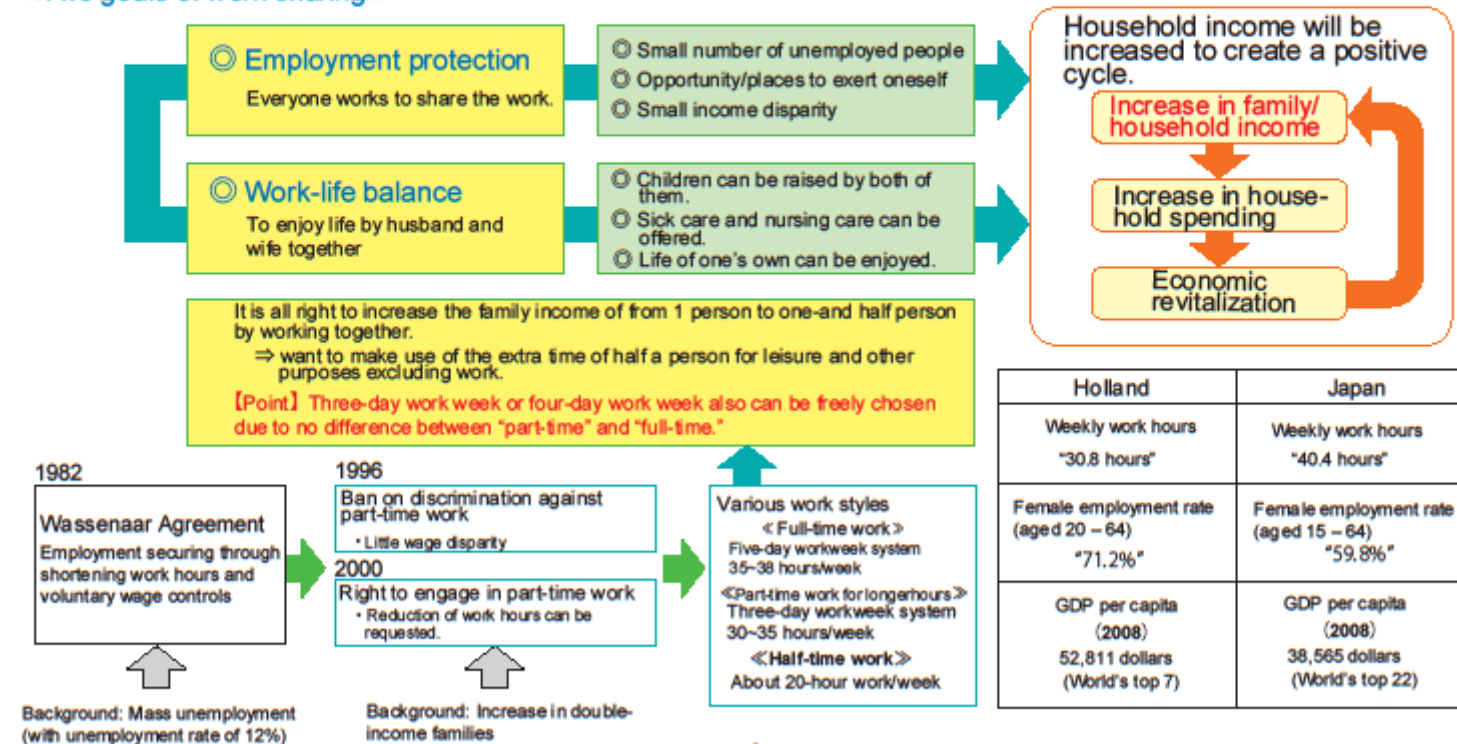 goals of work sharing
◎ Employment protection
Everyone works to share the work.
◎ Small number of unemployed people
◎ Opportunity/places to exert oneself
◎ Small income disparity
◎ Work-life balance
To enjoy life by husband and
wife together
◎ Children can be raised by both of
them.
◎ Sick care and nursing care can be
offered.
◎ Life of one's own can be enjoyed.
Household income will be
increased to create a positive
cycle.
Increase in family/
household income
Increase in house-
hold spending
Economic
revitalization
It is all right to increase the family income of from 1 person to one-and half person
by working together.
⇒ want to make use of the extra time of half a person for leisure and other
purposes excluding work.
【Point】Three-day work week or four-day work week also can be freely chosen
due to no difference between "part-time" and "full-time."
1982
Wassenaar Agreement
Employment securing through
shortening work hours and
voluntary wage controls
Background: Mass unemployment
(with unemployment rate of 12%)
1996
Ban on discrimination against
part-time work
・Little wage disparity
2000
Right to engage in part-time work
・Reduction of work hours can be
requested.
Background: Increase in double-
income families
Various work styles
≪Full-time work≫
Five-day workweek system
35~38 hours/week
≪Part-time work for longerhours≫
Three-day workweek system
30~35 hours/week
≪Half-time work≫
About 20-hour work/week
Holland
Japan
Weekly work hours
"30.8 hours"
Weekly work hours
"40.4 hours"
Female employment rate
(aged 20 – 64)
"71.2%"
Female employment rate
(aged 15 – 64)
"59.8%"
GDP per capita
(2008)
52,811 dollars
(World's top 7)
GDP per capita
(2008)
38,565 dollars
(World's top 22)